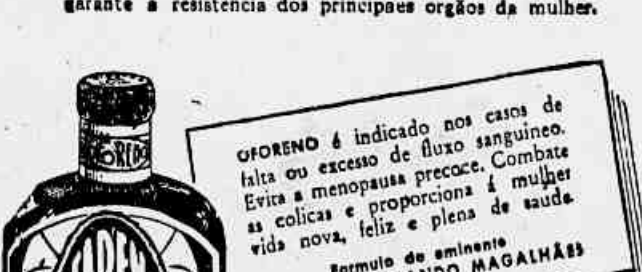 garante a resistencia dos principaes orgãos da mulher.
OFORENO é indicado nos casos de
falta ou excesso de fluxo sanguineo.
Evita a menopausa precoce. Combate
as colicas e proporciona á mulher
vida nova, feliz e plena de saude.
Formula do eminente
MAGALHÃES